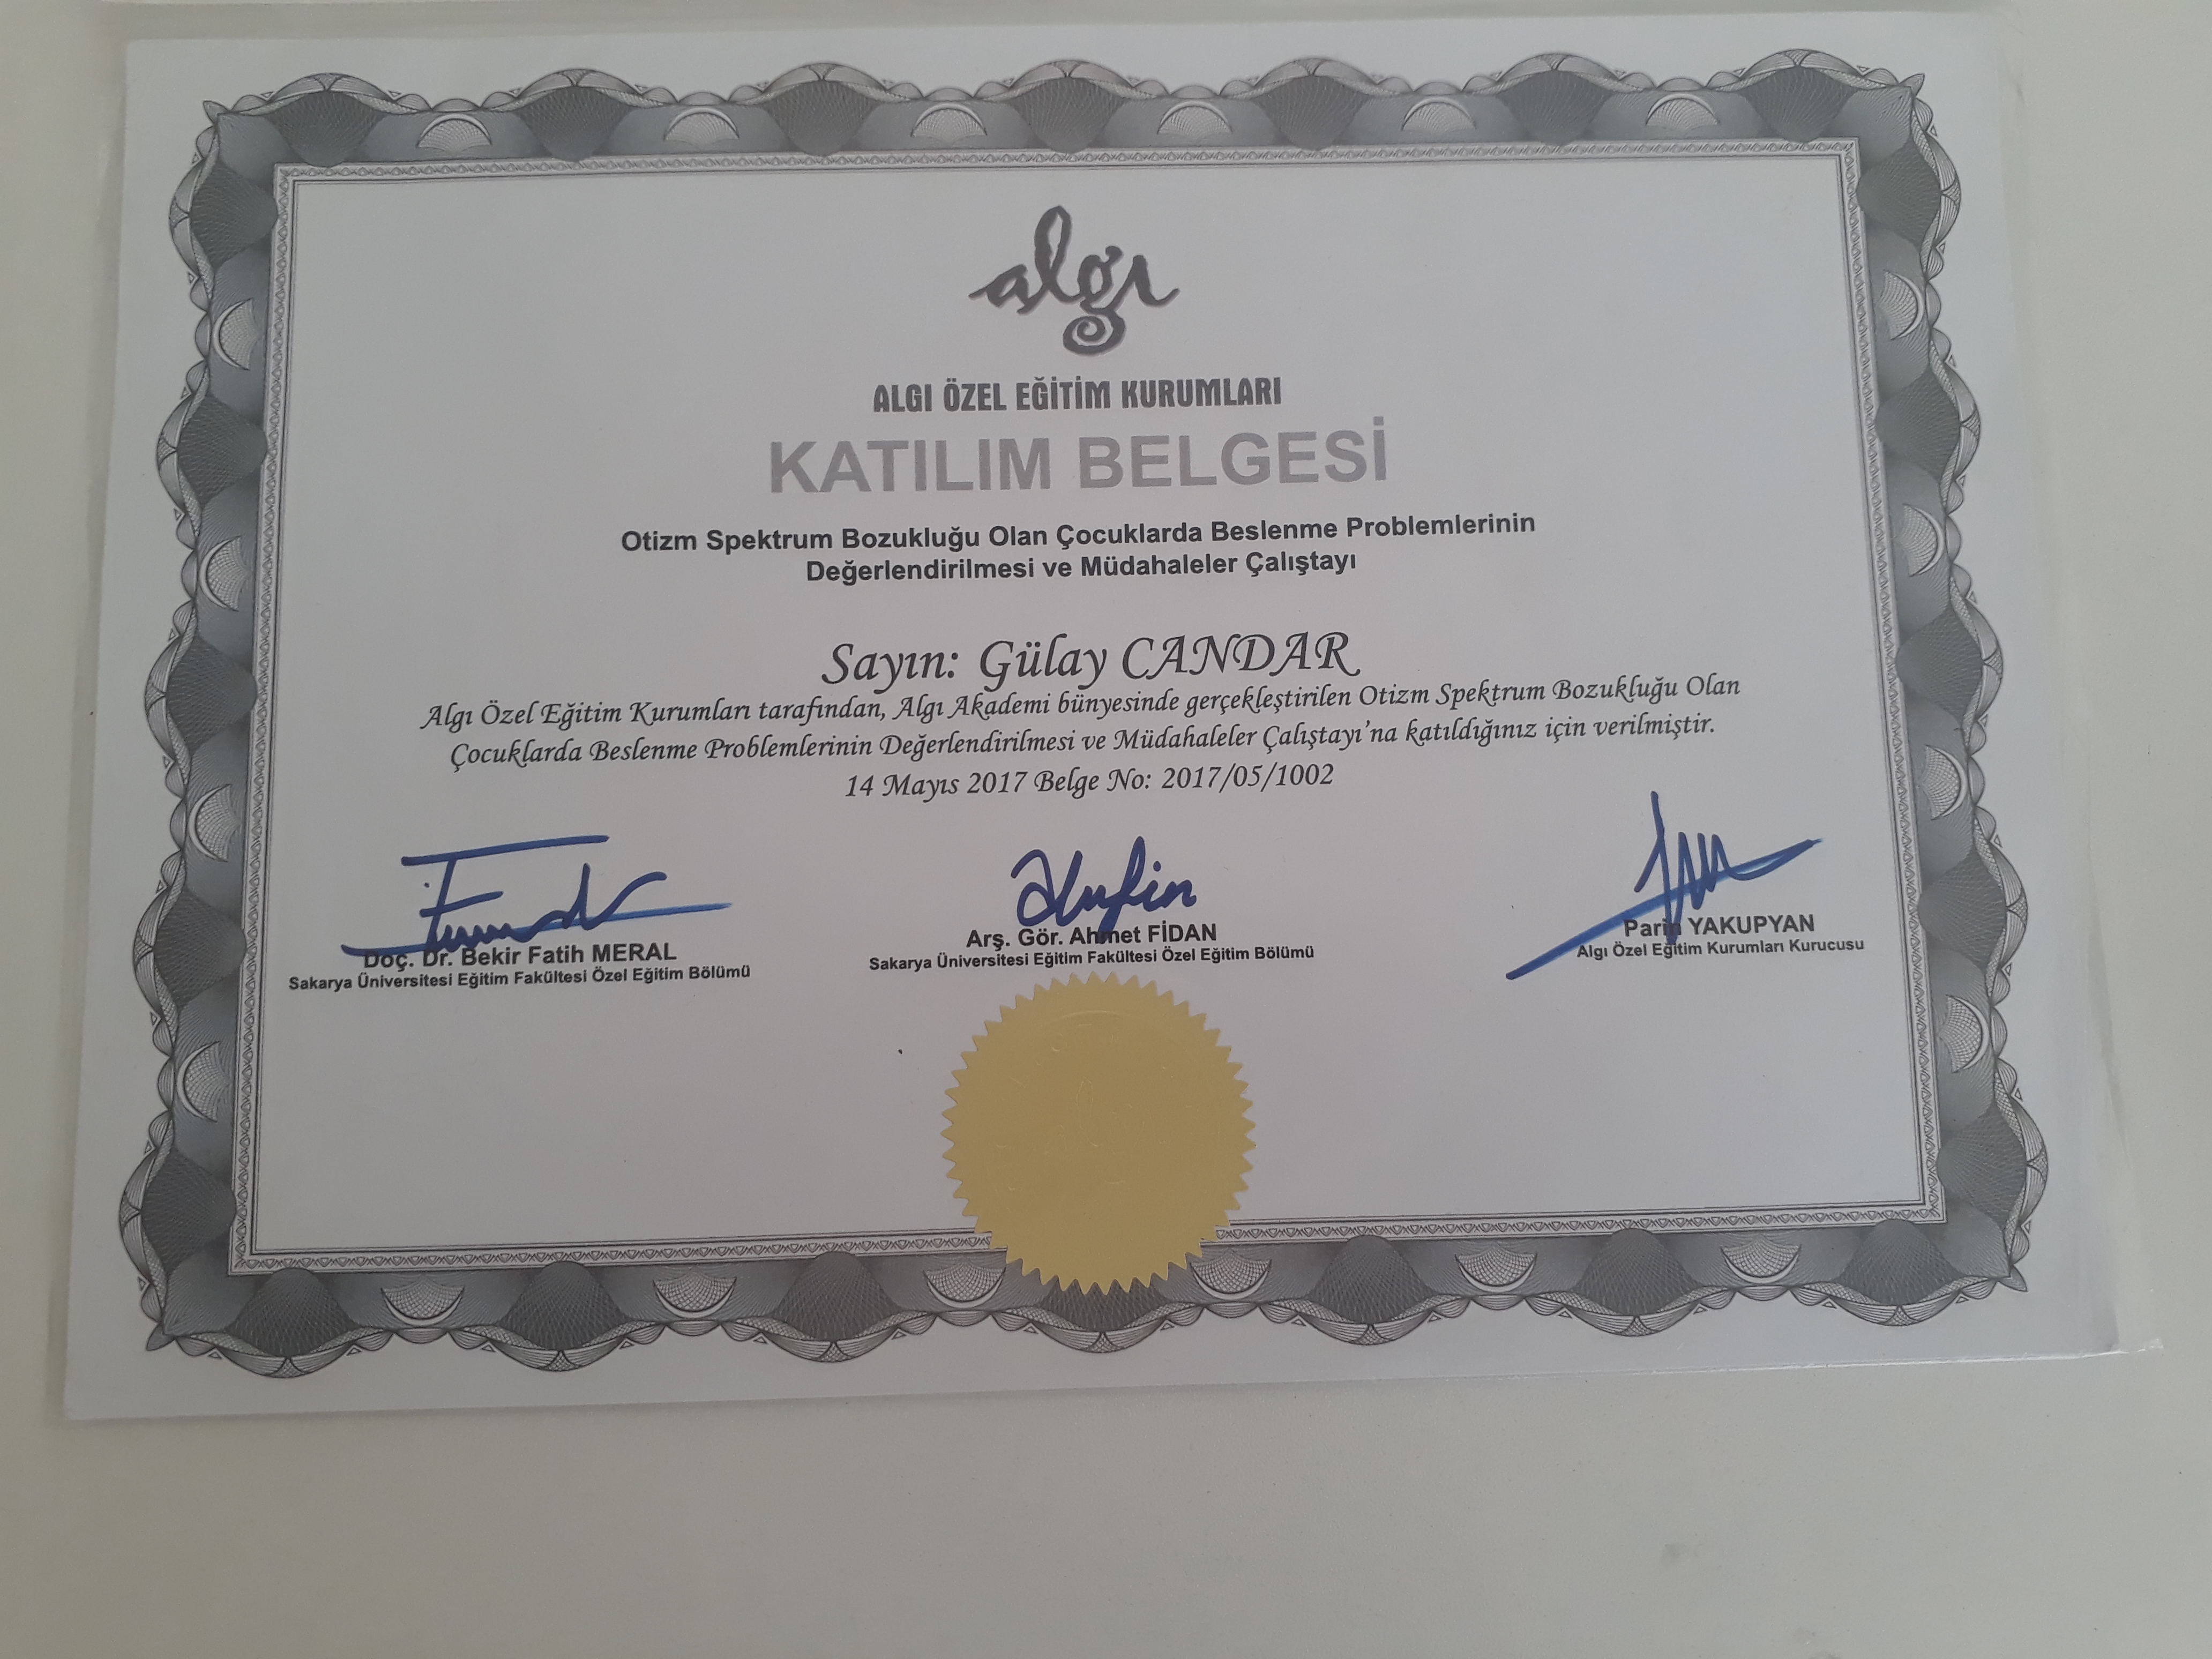 algı
ALGI ÖZEL EĞİTİM KURUMLARI
KATILIM BELGESİ
Otizm Spektrum Bozukluğu Olan Çocuklarda Beslenme Problemlerinin
Değerlendirilmesi ve Müdahaleler Çalıştayı
Sayın: Gülay CANDAR
Algı Özel Eğitim Kurumları tarafından, Algı Akademi bünyesinde gerçekleştirilen Otizm Spektrum Bozukluğu Olan
Çocuklarda Beslenme Problemlerinin Değerlendirilmesi ve Müdahaleler Çalıştayı'na katıldığınız için verilmiştir.
14 Mayıs 2017 Belge No: 2017/05/1002
Doç. Dr. Bekir Fatih MERAL
Sakarya Üniversitesi Eğitim Fakültesi Özel Eğitim Bölümü
Arş. Gör. Ahmet FİDAN
Sakarya Üniversitesi Eğitim Fakültesi Özel Eğitim Bölümü
Parin YAKUPYAN
Algı Özel Eğitim Kurumları Kurucusu